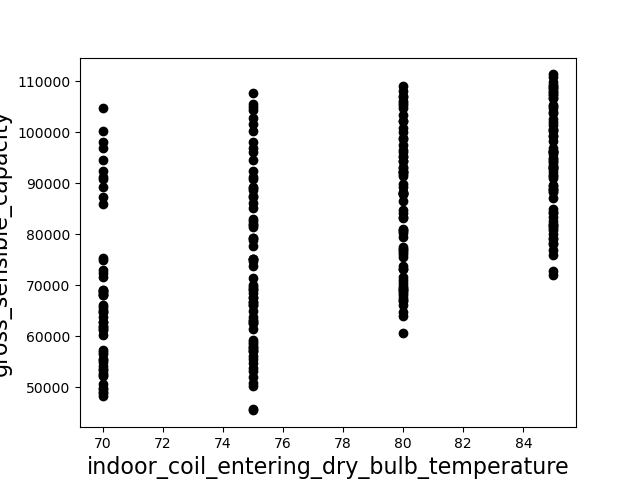 gross_sensible_capacity
110000
100000
90000
80000
70000
60000
50000
70 72 74 76 78 80 82 84
indoor_coil_entering_dry_bulb_temperature